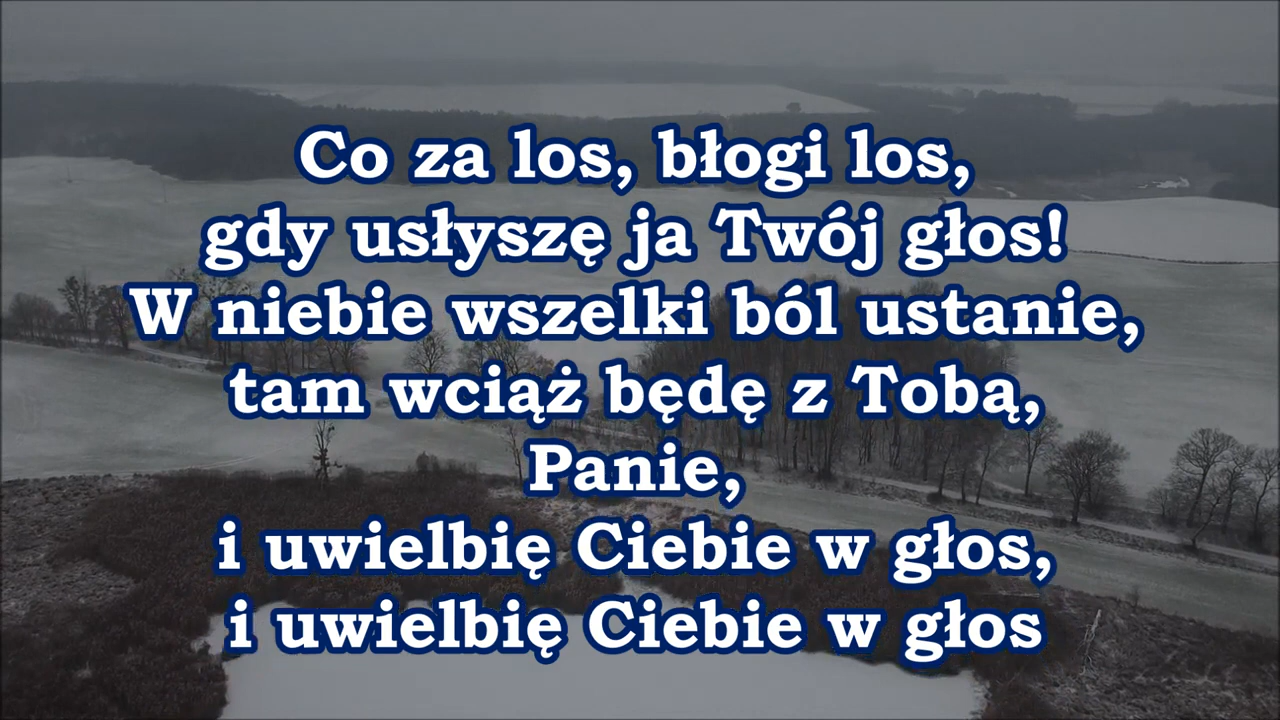 Co za los, błogi los,
gdy usłyszę ja Twój głos!
W niebie wszelki ból ustanie,
tam wciąż będę z Tobą,
Panie,
i uwielbię Ciebie w głos,
i uwielbię Ciebie w głos